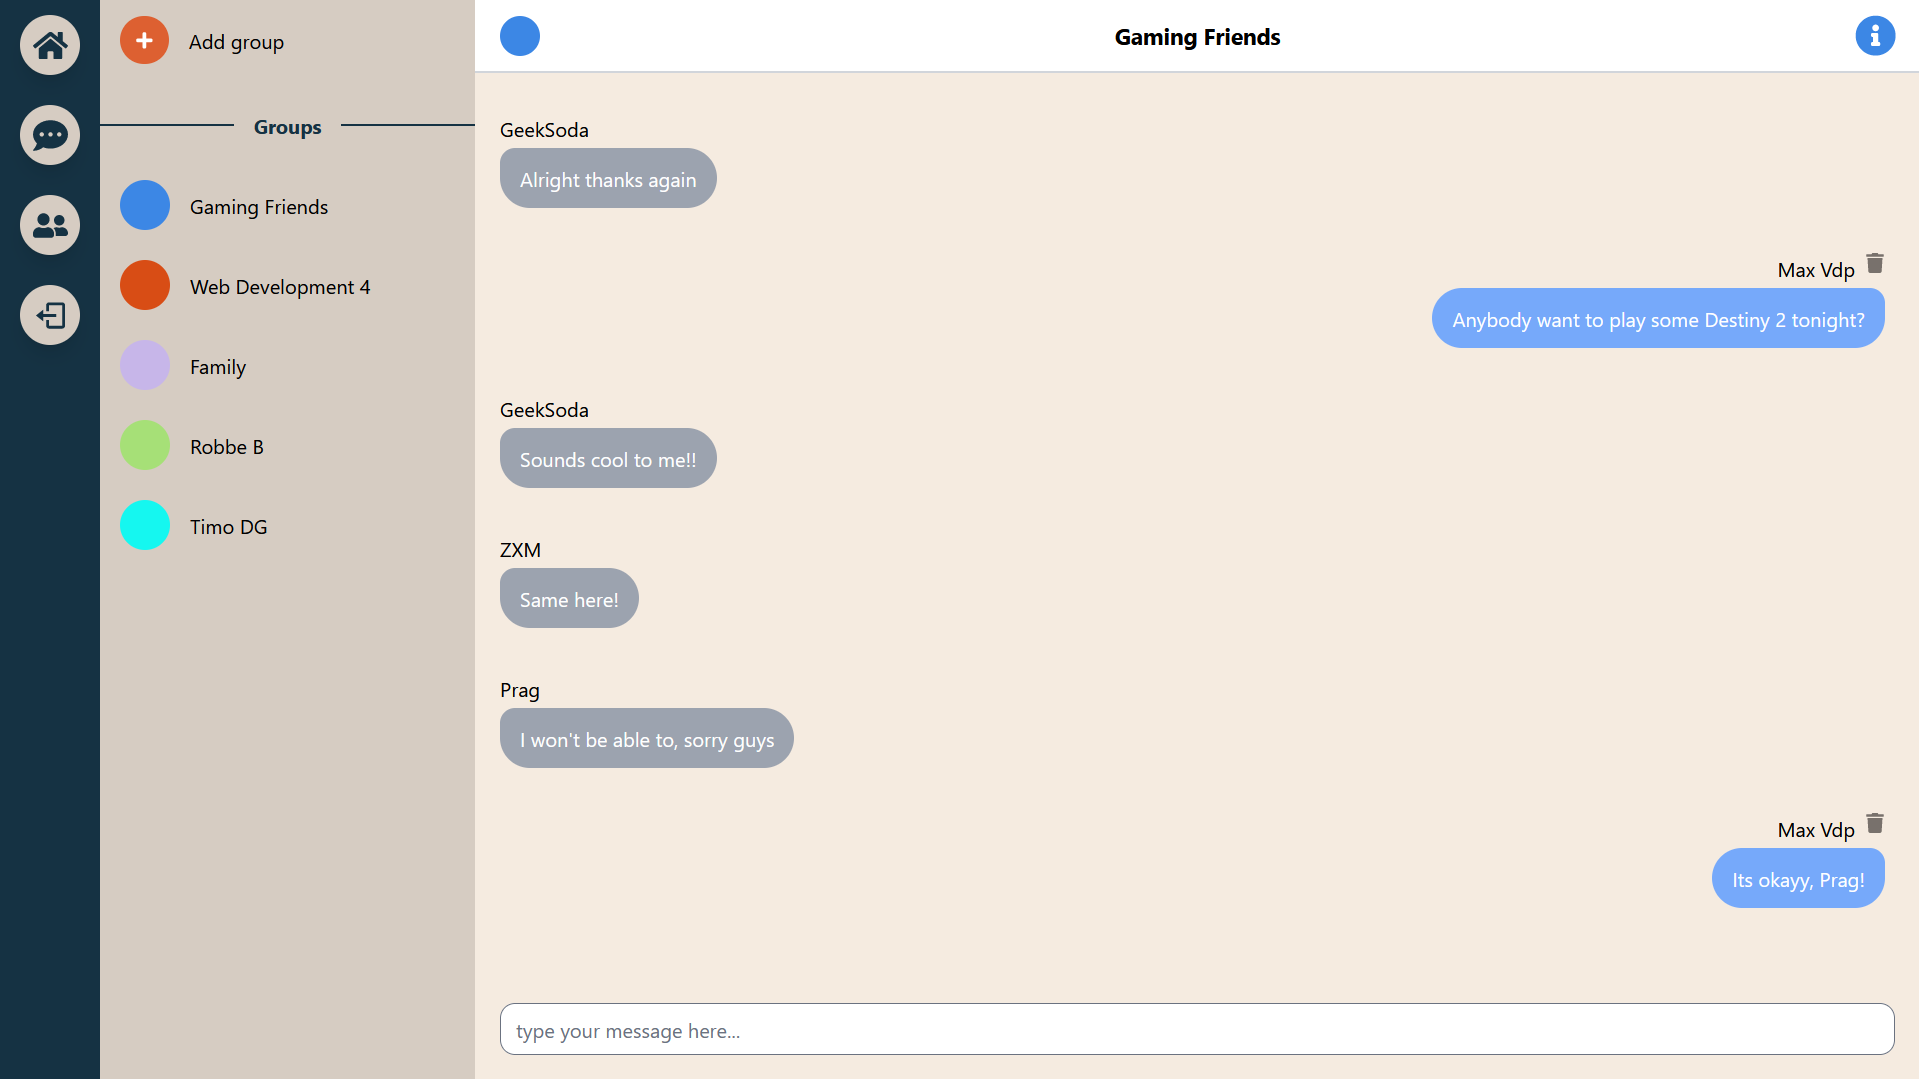 Add group
Groups
Gaming Friends
Web Development 4
Family
Robbe B
Timo DG
Gaming Friends
GeekSoda
Alright thanks again
Max Vdp
Anybody want to play some Destiny 2 tonight?
GeekSoda
Sounds cool to me!!
ZXM
Same here!
Prag
I won't be able to, sorry guys
Max Vdp
Its okayy, Prag!
type your message here...